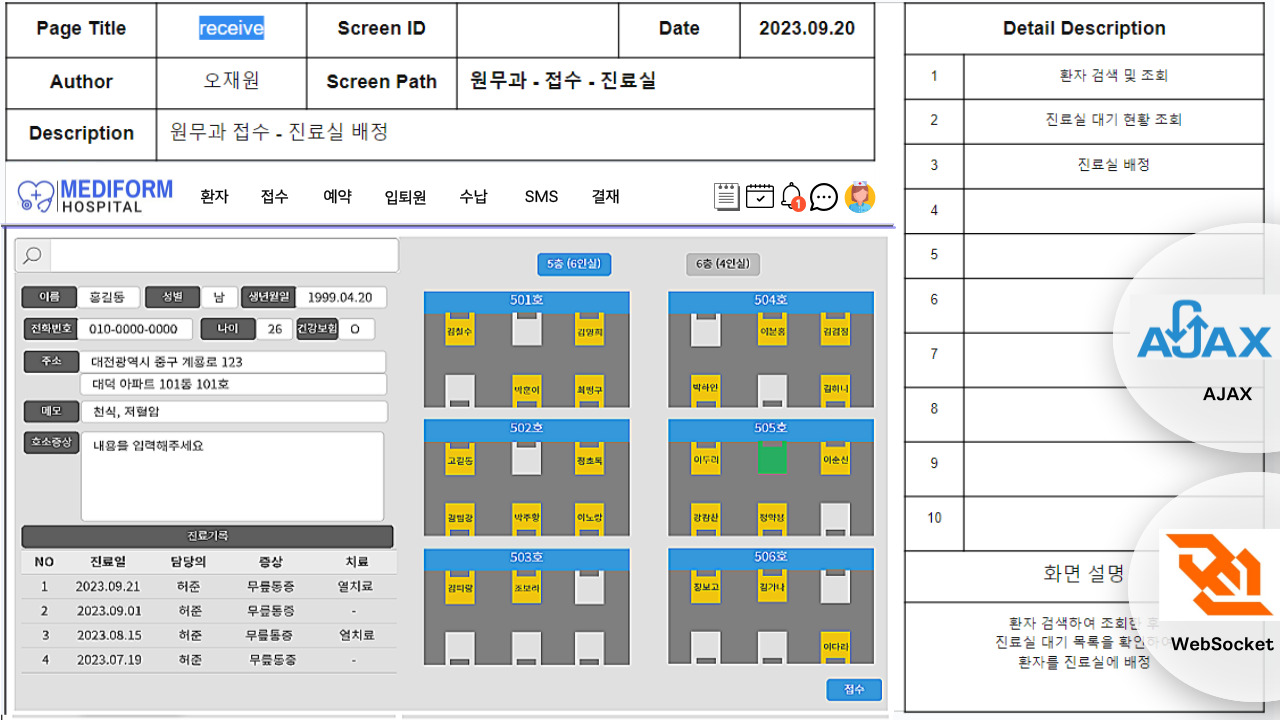 Page Title receive Screen ID Date 2023.09.20
Author 오재원 Screen Path 원무과 - 접수 - 진료실
Description 원무과 접수 - 진료실 배정
MEDIFORM
HOSPITAL
환자 접수 예약 입퇴원 수납 SMS 결재
1
5층 (6인실) 6층 (4인실)
이름 홍길동 성별 남 생년월일 1999.04.20
전화번호 010-0000-0000 나이 26 건강보험 O
주소 대전광역시 중구 계룡로 123
대덕 아파트 101동 101호
메모 천식, 저혈압
호소증상 내용을 입력해주세요
진료기록
NO 진료일 담당의 증상 치료
1 2023.09.21 허준 무릎통증 열치료
2 2023.09.01 허준 무릎통증 -
3 2023.08.15 허준 무릎통증 열치료
4 2023.07.19 허준 무릎통증 -
501호
김철수 김영희
박훈이 최맹구
502호
고길동 정초록
박주황 이노랑
503호
김파랑 조보라
504호
이분홍 김검정
박하얀 김하니
505호
이두리 이순신
강감찬 정약용
506호
장보고 김가나
이다라
접수
Detail Description
1 환자 검색 및 조회
2 진료실 대기 현황 조회
3 진료실 배정
4
5
6
7
8
9
10
화면 설명
환자 검색하여 조회한 후
진료실 대기 목록을 확인하여
환자를 진료실에 배정
AJAX
AJAX
WebSocket